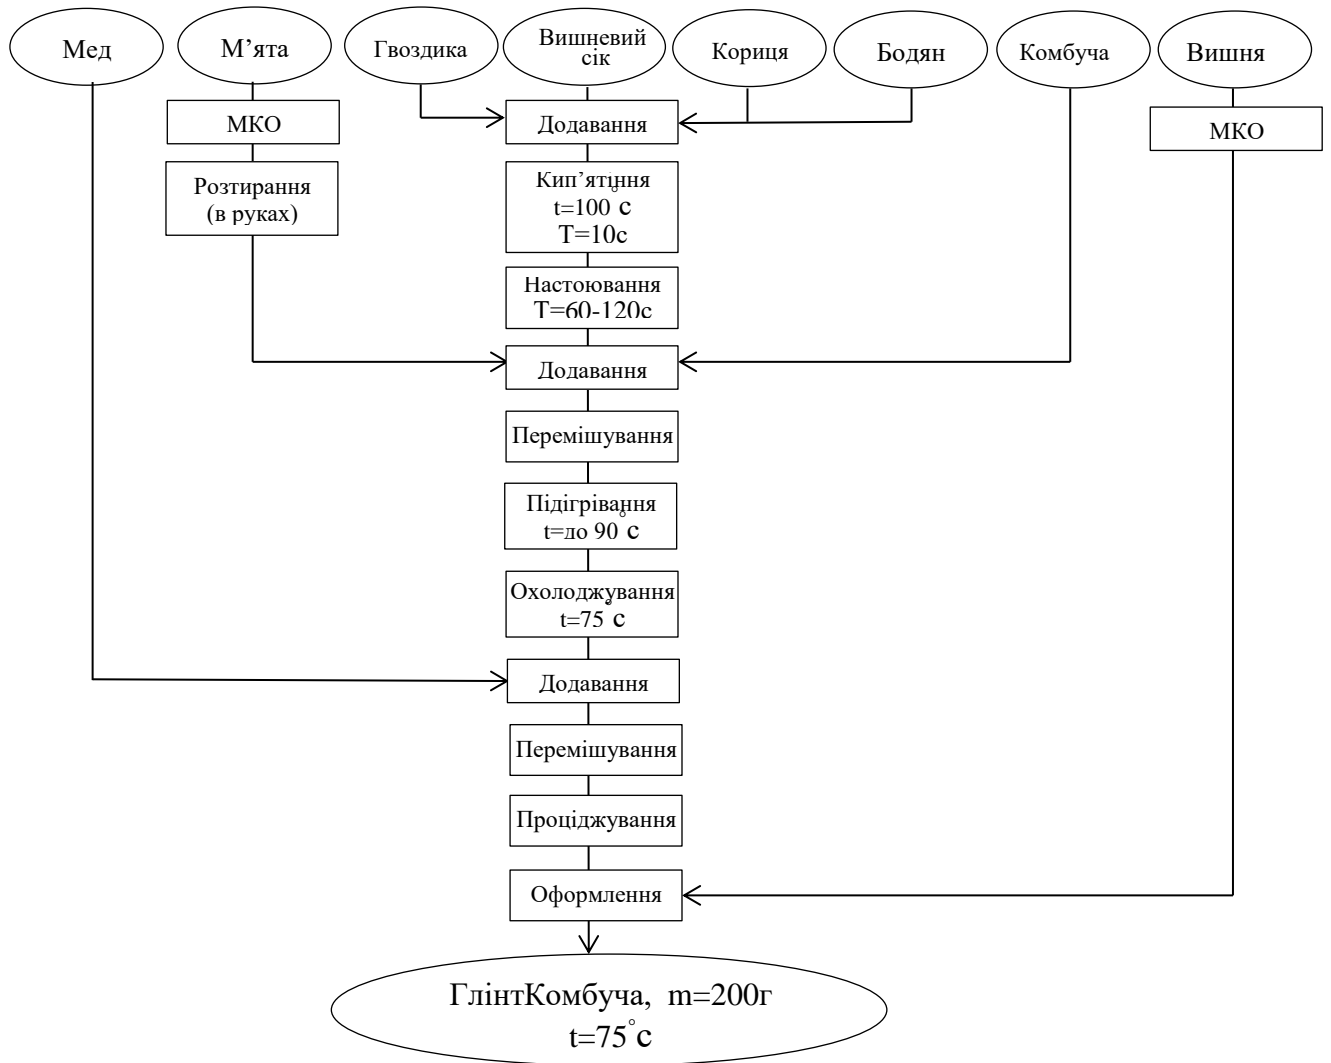 Мед
М’ята
Гвоздика
Вишневий
сік
Кориця
Бодян
Комбуча
Вишня
МКО
Додавання
МКО
Розтирання
(в руках)
Кип’ятіння
t=100°с
Т=10с
Настоювання
Т=60-120с
Додавання
Перемішування
Підігрівання
t=до 90°с
Охолоджування
t=75°с
Додавання
Перемішування
Проціджування
Оформлення
ГлінтКомбуча, m=200г
t=75°с